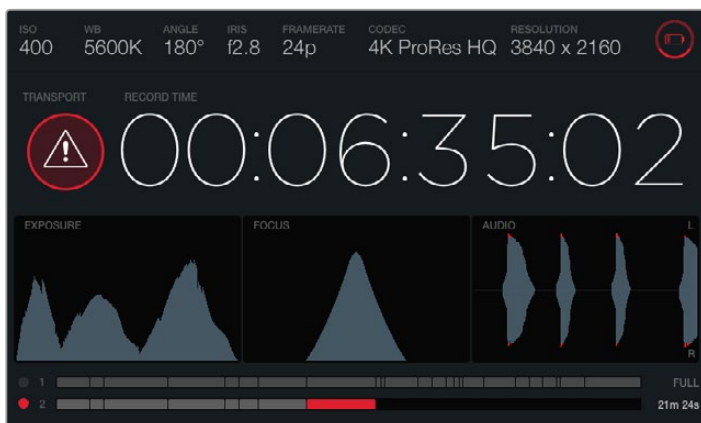 ISO WB ANGLE IRIS FRAMERATE CODEC RESOLUTION
400 5600K 180° f2.8 24p 4K ProRes HQ 3840 x 2160
TRANSPORT RECORD TIME
00:06:35:02
EXPOSURE FOCUS AUDIO L
R
1 FULL
2 21m 24s